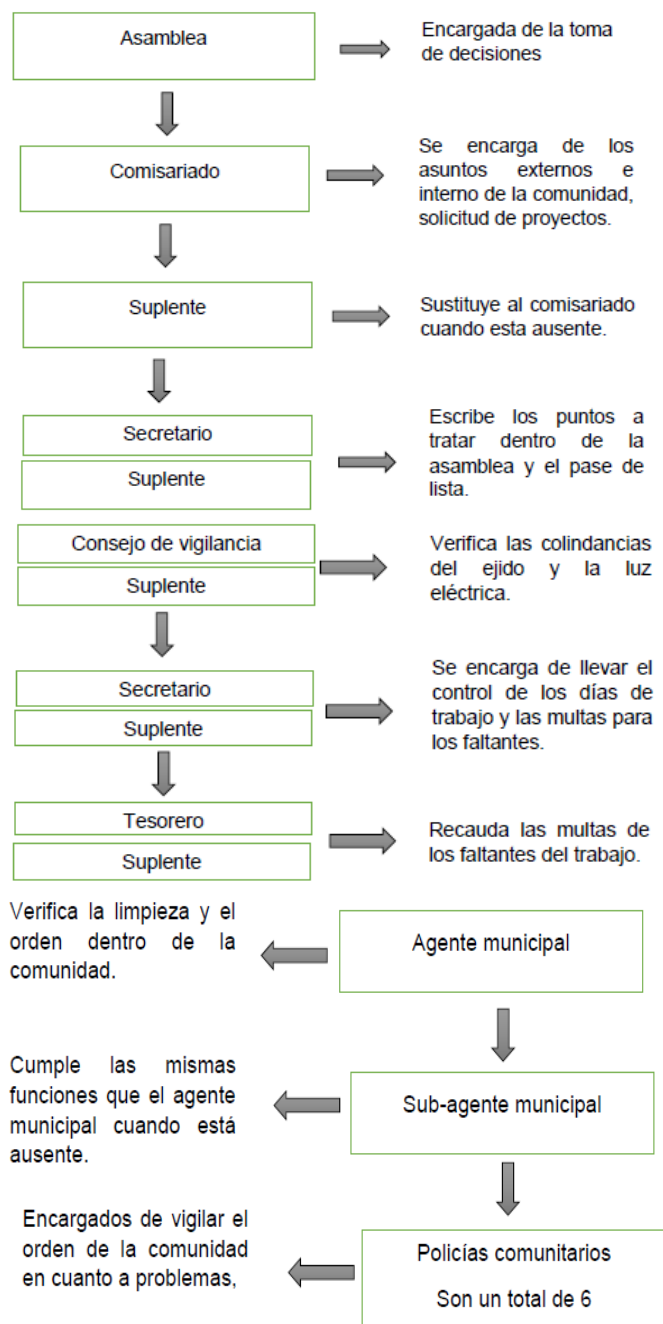 Asamblea
Encargada de la toma
de decisiones
Comisariado
Se encarga de los
asuntos externos e
interno de la comunidad,
solicitud de proyectos.
Suplente
Sustituye al comisariado
cuando esta ausente.
Secretario
Suplente
Escribe los puntos a
tratar dentro de la
asamblea y el pase de
lista.
Consejo de vigilancia
Suplente
Verifica las colindancias
del ejido y la luz
eléctrica.
Secretario
Suplente
Se encarga de llevar el
control de los días de
trabajo y las multas para
los faltantes.
Tesorero
Suplente
Recauda las multas de
los faltantes del trabajo.
Verifica la limpieza y el
orden dentro de la
comunidad.
Agente municipal
Cumple las mismas
funciones que el agente
municipal cuando está
ausente.
Sub-agente municipal
Encargados de vigilar el
orden de la comunidad
en cuanto a problemas,
Policías comunitarios
Son un total de 6